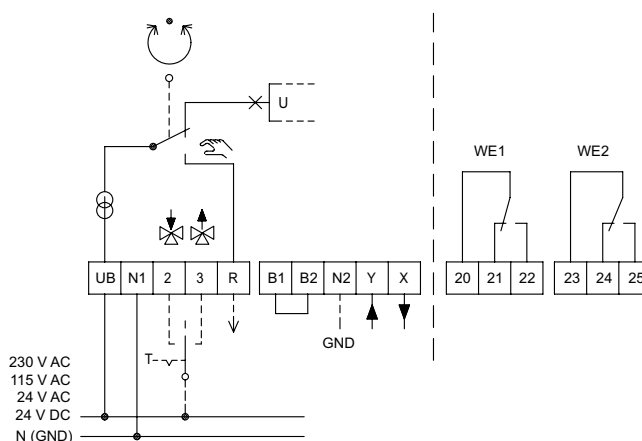 U
WE1 WE2
UB N1 2 3 R B1 B2 N2 Y X 20 21 22 23 24 25
GND
T
230 V AC
115 V AC
24 V AC
24 V DC
N (GND)